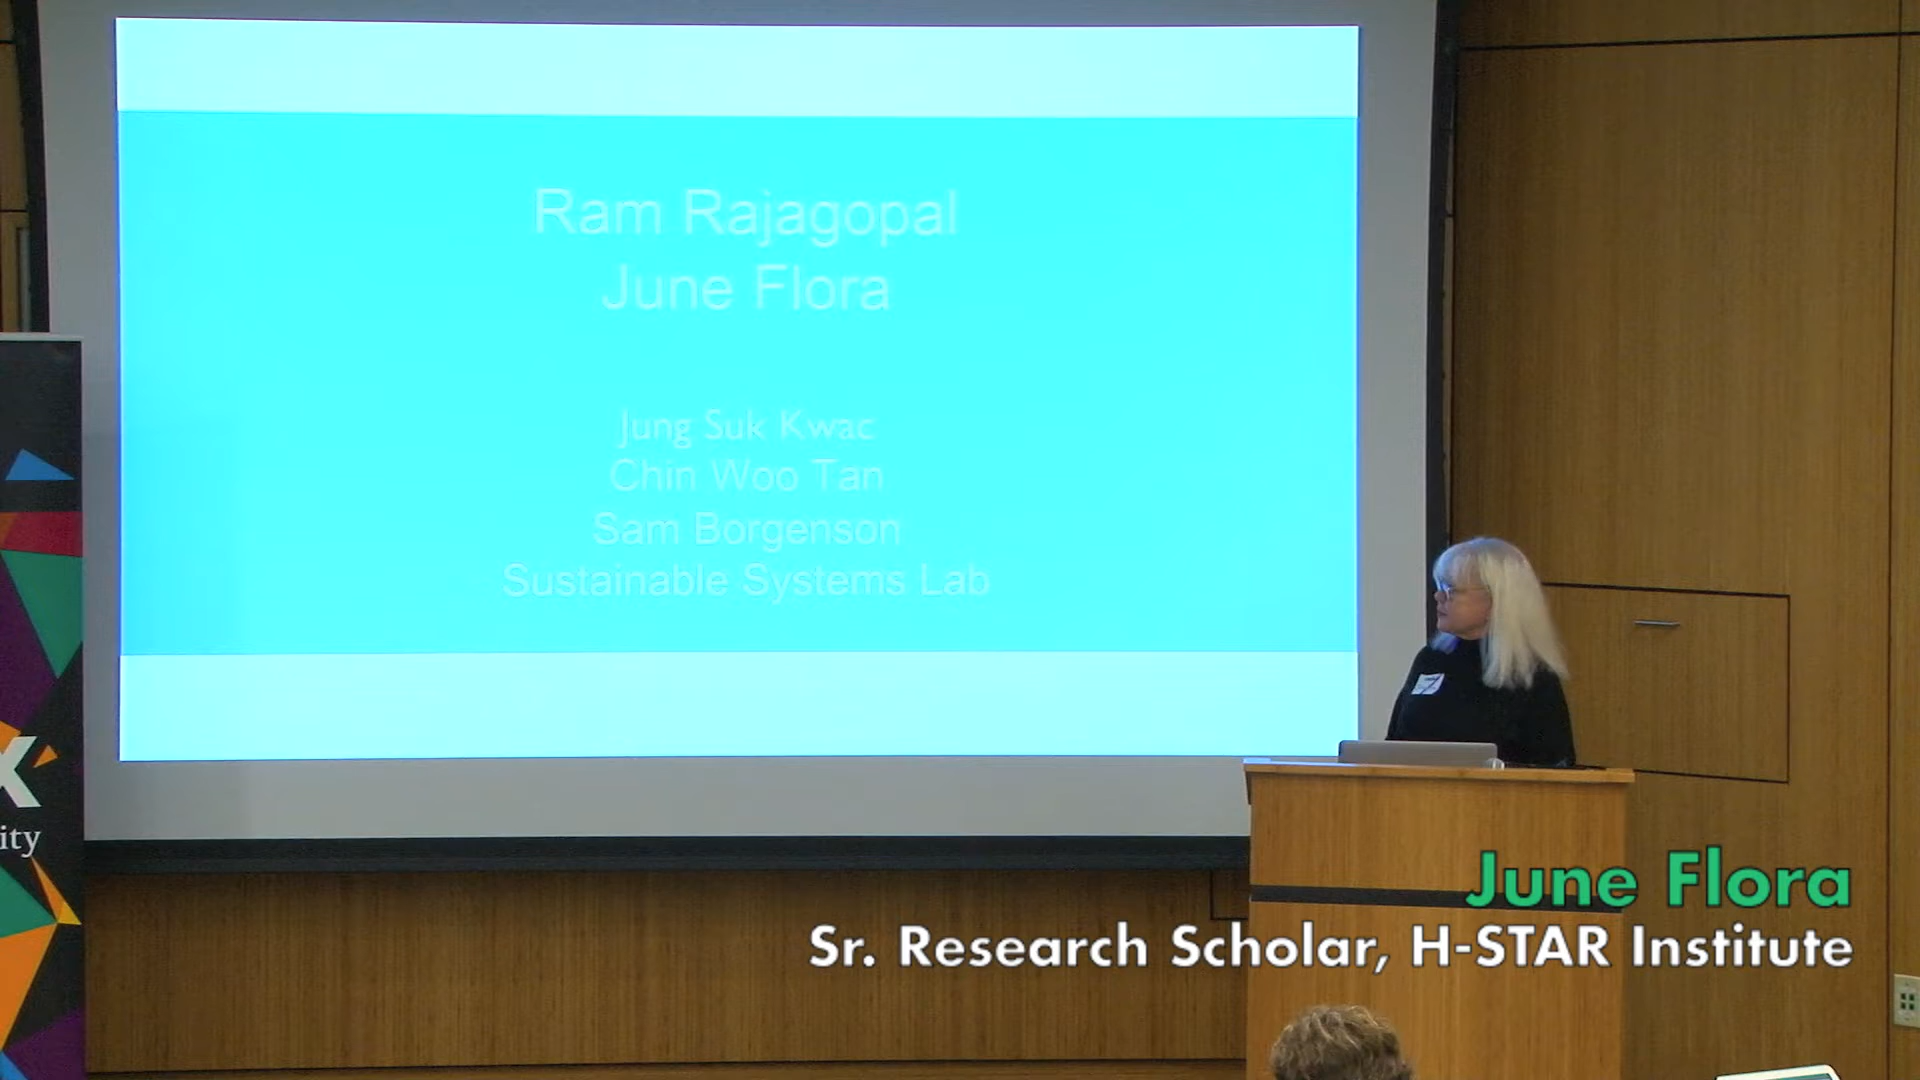 Ram Rajagopal
June Flora
Jung Suk Kwac
Chin Woo Tan
Sam Borgenson
Sustainable Systems Lab
x
ity
June Flora
Sr. Research Scholar, H-STAR Institute